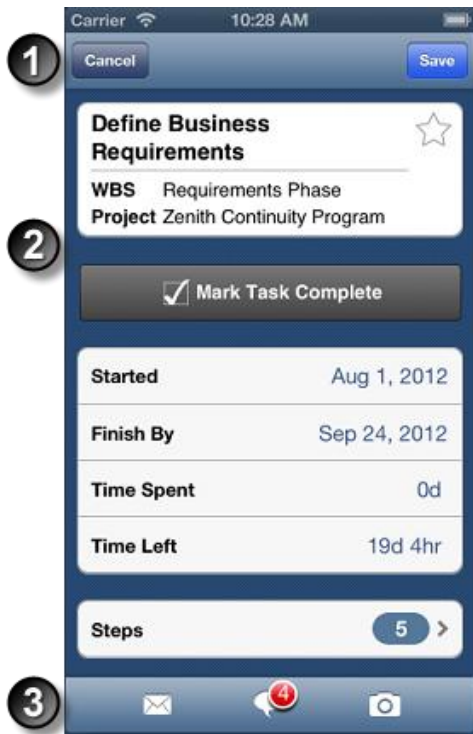 Carrier 10:28 AM
1
Cancel Save
Define Business
Requirements
WBS Requirements Phase
Project Zenith Continuity Program
2
Mark Task Complete
Started Aug 1, 2012
Finish By Sep 24, 2012
Time Spent 0d
Time Left 19d 4hr
Steps 5
3
4